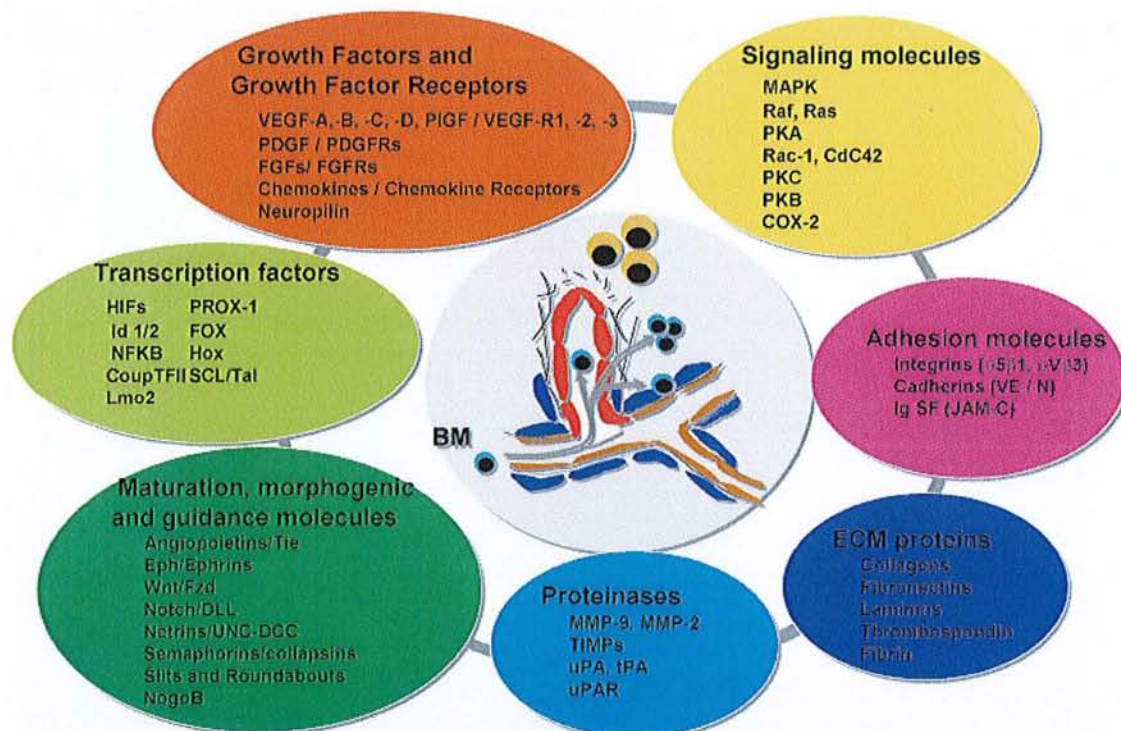 Growth Factors and
Growth Factor Receptors
VEGF-A, -B, -C, -D, PlGF / VEGF-R1, -2, -3
PDGF / PDGFRs
FGFs/ FGFRs
Chemokines / Chemokine Receptors
Neuropilin
Signaling molecules
MAPK
Raf, Ras
PKA
Rac-1, CdC42
PKC
PKB
COX-2
Transcription factors
HIFs PROX-1
Id 1/2 FOX
NFKB Hox
CoupTFII SCL/Tal
Lmo2
Adhesion molecules
Integrins (α5β1, αVβ3)
Cadherins (VE / N)
Ig SF (JAM-C)
BM
Maturation, morphogenic
and guidance molecules
Angiopoietins/Tie
Eph/Ephrins
Wnt/Fzd
Notch/DLL
Netrins/UNC-DCC
Semaphorins/collapsins
Slits and Roundabouts
NogoB
Proteinases
MMP-9, MMP-2
TIMPs
uPA, tPA
uPAR
ECM proteins
Collagens
Fibronectins
Laminins
Thrombospondin
Fibrin